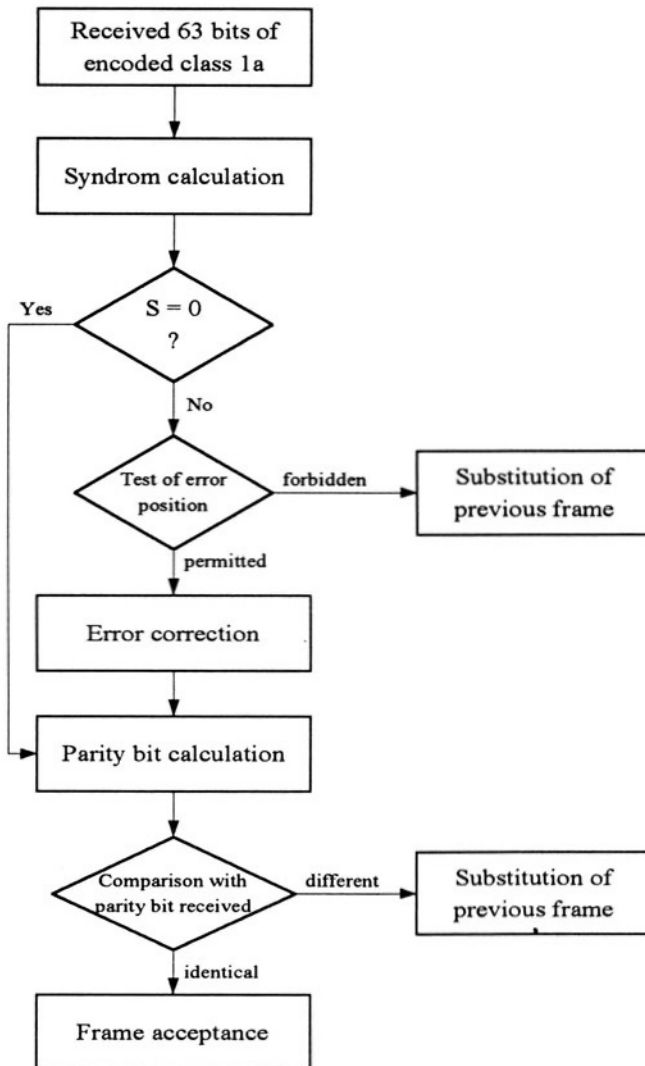 Received 63 bits of
encoded class 1a
Syndrom calculation
S = 0
?
Yes
No
Test of error
position
forbidden
Substitution of
previous frame
permitted
Error correction
Parity bit calculation
Comparison with
parity bit received
different
Substitution of
previous frame
identical
Frame acceptance